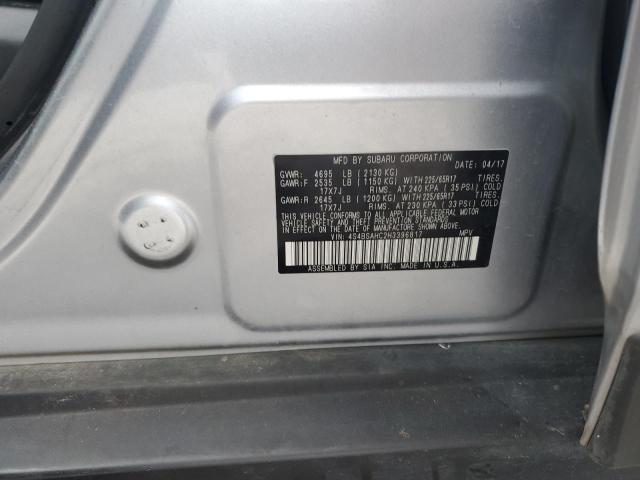 MFD BY SUBARU CORPORATION DATE: 04/17
GVWR: 4695 LB (2130 KG)
GAWR:F 2535 LB (1150 KG) WITH 225/65R17 TIRES.
17X7J RIMS. AT 240 KPA (35 PSI) COLD
GAWR:R 2645 LB (1200 KG) WITH 225/65R17 TIRES.
17X7J RIMS. AT 230 KPA (33 PSI) COLD
THIS VEHICLE CONFORMS TO ALL APPLICABLE FEDERAL MOTOR
VEHICLE SAFETY AND THEFT PREVENTION STANDARDS
IN EFFECT ON THE DATE OF MANUFACTURE SHOWN ABOVE.
VIN: 4S4BSAHC2H3396817 MPV
ASSEMBLED BY SIA INC. MADE IN U.S.A.